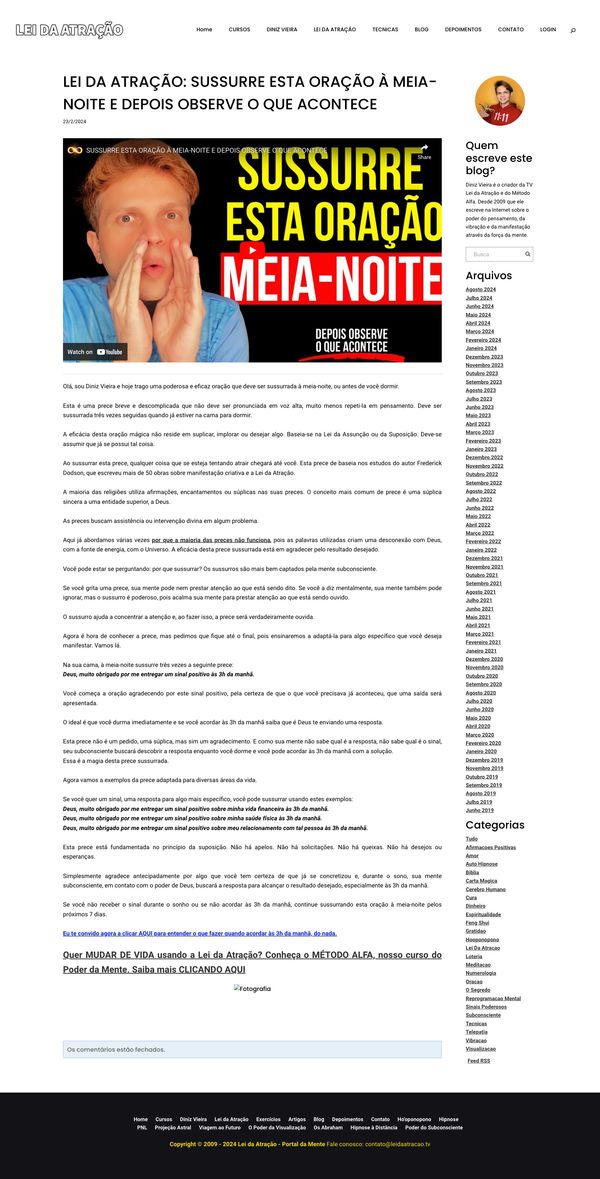 LEI DA ATRAÇÃO
Home CURSOS DINIZ VIEIRA LEI DA ATRAÇÃO TECNICAS BLOG DEPOIMENTOS CONTATO LOGIN
LEI DA ATRAÇÃO: SUSSURRE ESTA ORAÇÃO À MEIA-
NOITE E DEPOIS OBSERVE O QUE ACONTECE
23/2/2024
SUSSURRE ESTA ORAÇÃO À MEIA-NOITE E DEPOIS OBSERVE O QUE ACONTECE
Share
SUSSURRE
ESTA ORAÇÃO
MEIA-NOITE
DEPOIS OBSERVE
O QUE ACONTECE
Watch on YouTube
Olá, sou Diniz Vieira e hoje trago uma poderosa e eficaz oração que deve ser sussurrada à meia-noite, ou antes de você dormir.
Esta é uma prece breve e descomplicada que não deve ser pronunciada em voz alta, muito menos repeti-la em pensamento. Deve ser
sussurrada três vezes seguidas quando já estiver na cama para dormir.
A eficácia desta oração mágica não reside em suplicar, implorar ou desejar algo. Baseia-se na Lei da Assunção ou da Suposição. Deve-se
assumir que já se possui tal coisa.
Ao sussurrar esta prece, qualquer coisa que se esteja tentando atrair chegará até você. Esta prece de baseia nos estudos do autor Frederick
Dodson, que escreveu mais de 50 obras sobre manifestação criativa e a Lei da Atração.
A maioria das religiões utiliza afirmações, encantamentos ou súplicas nas suas preces. O conceito mais comum de prece é uma súplica
sincera a uma entidade superior, a Deus.
As preces buscam assistência ou intervenção divina em algum problema.
Aqui já abordamos várias vezes por que a maioria das preces não funciona, pois as palavras utilizadas criam uma desconexão com Deus,
com a fonte de energia, com o Universo. A eficácia desta prece sussurrada está em agradecer pelo resultado desejado.
Você pode estar se perguntando: por que sussurrar? Os sussurros são mais bem captados pela mente subconsciente.
Se você grita uma prece, sua mente pode nem prestar atenção ao que está sendo dito. Se você a diz mentalmente, sua mente também pode
ignorar, mas o sussurro é poderoso, pois acalma sua mente para prestar atenção ao que está sendo ouvido.
O sussurro ajuda a concentrar a atenção e, ao fazer isso, a prece será verdadeiramente ouvida.
Agora é hora de conhecer a prece, mas pedimos que fique até o final, pois ensinaremos a adaptá-la para algo específico que você deseja
manifestar. Vamos lá.
Na sua cama, à meia-noite sussurre três vezes a seguinte prece:
Deus, muito obrigado por me entregar um sinal positivo às 3h da manhã.
Você começa a oração agradecendo por este sinal positivo, pela certeza de que o que você precisava já aconteceu, que uma saída será
apresentada.
O ideal é que você durma imediatamente e se você acordar às 3h da manhã saiba que é Deus te enviando uma resposta.
Esta prece não é um pedido, uma súplica, mas sim um agradecimento. E como sua mente não sabe qual é a resposta, não sabe qual é o sinal,
seu subconsciente buscará descobrir a resposta enquanto você dorme e você pode acordar às 3h da manhã com a solução.
Essa é a magia desta prece sussurrada.
Agora vamos a exemplos da prece adaptada para diversas áreas da vida.
Se você quer um sinal, uma resposta para algo mais específico, você pode sussurrar usando estes exemplos:
Deus, muito obrigado por me entregar um sinal positivo sobre minha vida financeira às 3h da manhã.
Deus, muito obrigado por me entregar um sinal positivo sobre minha saúde física às 3h da manhã.
Deus, muito obrigado por me entregar um sinal positivo sobre meu relacionamento com tal pessoa às 3h da manhã.
Esta prece está fundamentada no princípio da suposição. Não há apelos. Não há solicitações. Não há queixas. Não há desejos ou
esperanças.
Simplesmente agradece antecipadamente por algo que você tem certeza de que já se concretizou e, durante o sono, sua mente
subconsciente, em contato com o poder de Deus, buscará a resposta para alcançar o resultado desejado, especialmente às 3h da manhã.
Se você não receber o sinal durante o sonho ou se não acordar às 3h da manhã, continue sussurrando esta oração à meia-noite pelos
próximos 7 dias.
Eu te convido agora a clicar AQUI para entender o que fazer quando acordar às 3h da manhã, do nada.
Quer MUDAR DE VIDA usando a Lei da Atração? Conheça o MÉTODO ALFA, nosso curso do
Poder da Mente. Saiba mais CLICANDO AQUI
Fotografia
Os comentários estão fechados.
11:11
Quem
escreve este
blog?
Diniz Vieira é o criador da TV
Lei da Atração e do Método
Alfa. Desde 2009 que ele
escreve na Internet sobre o
poder do pensamento, da
vibração e da manifestação
através da força da mente.
Busca
Arquivos
Agosto 2024
Julho 2024
Junho 2024
Maio 2024
Abril 2024
Março 2024
Fevereiro 2024
Janeiro 2024
Dezembro 2023
Novembro 2023
Outubro 2023
Setembro 2023
Agosto 2023
Julho 2023
Junho 2023
Maio 2023
Abril 2023
Março 2023
Fevereiro 2023
Janeiro 2023
Dezembro 2022
Novembro 2022
Outubro 2022
Setembro 2022
Agosto 2022
Julho 2022
Junho 2022
Maio 2022
Abril 2022
Março 2022
Fevereiro 2022
Janeiro 2022
Dezembro 2021
Novembro 2021
Outubro 2021
Setembro 2021
Agosto 2021
Julho 2021
Junho 2021
Maio 2021
Abril 2021
Março 2021
Fevereiro 2021
Janeiro 2021
Dezembro 2020
Novembro 2020
Outubro 2020
Setembro 2020
Agosto 2020
Julho 2020
Junho 2020
Maio 2020
Abril 2020
Março 2020
Fevereiro 2020
Janeiro 2020
Dezembro 2019
Novembro 2019
Outubro 2019
Setembro 2019
Agosto 2019
Julho 2019
Junho 2019
Categorias
Tudo
Afirmacoes Positivas
Amor
Auto Hipnose
Bíblia
Carta Magica
Cerebro Humano
Cura
Dinheiro
Espiritualidade
Feng Shui
Gratidao
Hooponopono
Lei Da Atracao
Loteria
Meditacao
Numerologia
Oracao
O Segredo
Reprogramacao Mental
Sinais Poderosos
Subconsciente
Tecnicas
Telepatia
Vibracao
Visualizacao
Feed RSS
Home Cursos Diniz Vieira Lei da Atração Exercícios Artigos Blog Depoimentos Contato Ho'oponopono Hipnose
PNL Projeção Astral Viagem ao Futuro O Poder da Visualização Os Abraham Hipnose à Distância Poder do Subconsciente
Copyright © 2009 - 2024 Lei da Atração - Portal da Mente Fale conosco: contato@leidaatracao.tv